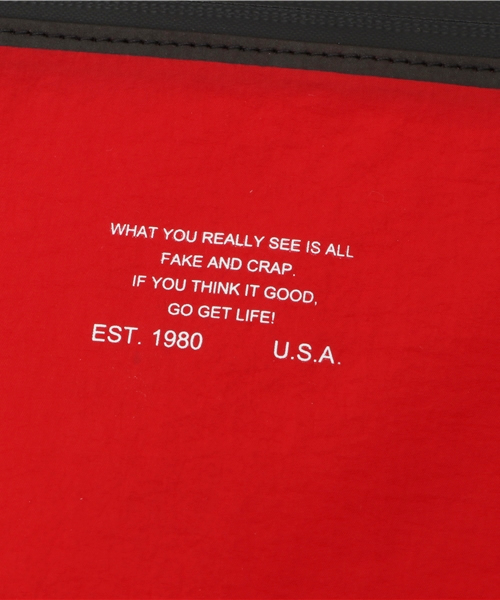 WHAT YOU REALLY SEE IS ALL
FAKE AND CRAP.
IF YOU THINK IT GOOD,
GO GET LIFE!
EST. 1980 U.S.A.